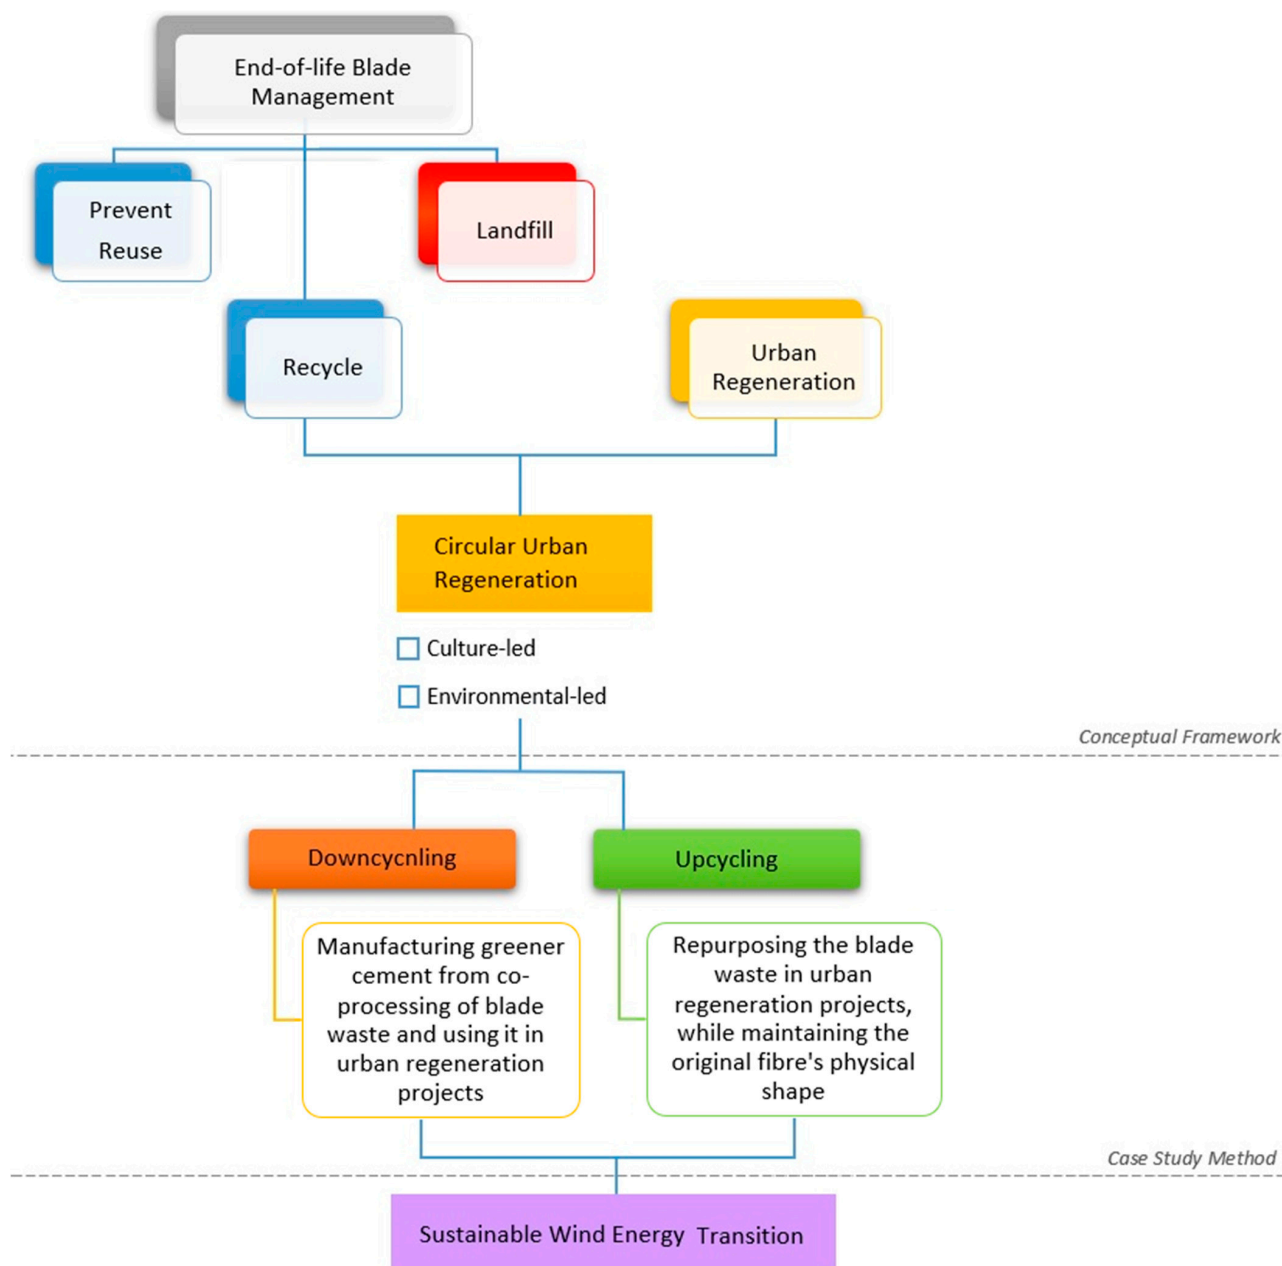 End-of-life Blade
Management
Prevent
Reuse
Landfill
Recycle
Urban
Regeneration
Circular Urban
Regeneration
Culture-led
Environmental-led
Conceptual Framework
Downcycnling
Upcycling
Manufacturing greener
cement from co-
processing of blade
waste and using it in
urban regeneration
projects
Repurposing the blade
waste in urban
regeneration projects,
while maintaining the
original fibre's physical
shape
Case Study Method
Sustainable Wind Energy Transition